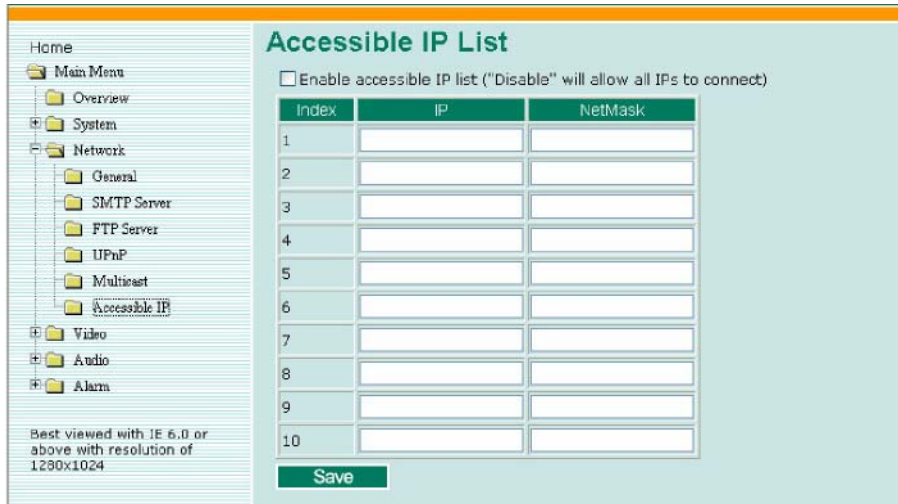 Home
Main Menu
Overview
System
Network
General
SMTP Server
FTP Server
UPnP
Multicast
Accessible IP
Video
Audio
Alarm
Best viewed with IE 6.0 or
above with resolution of
1280x1024
Accessible IP List
Enable accessible IP list ("Disable" will allow all IPs to connect)
Index IP NetMask
1
2
3
4
5
6
7
8
9
10
Save